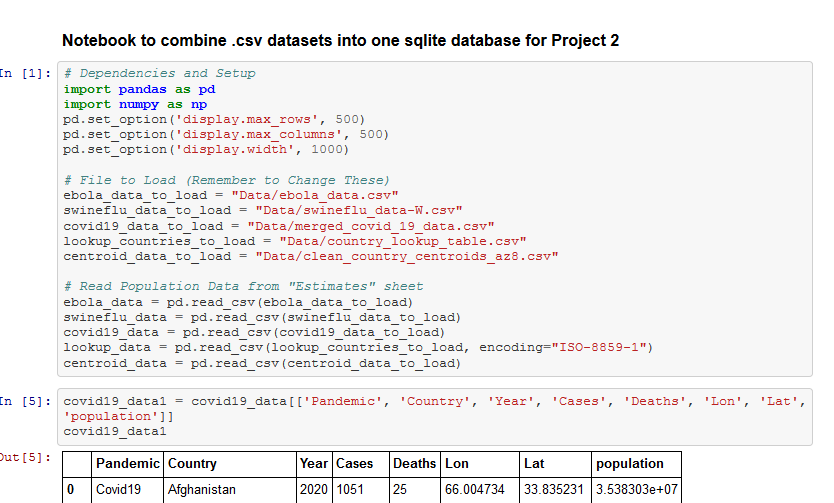 Notebook to combine .csv datasets into one sqlite database for Project 2
In [1]:
# Dependencies and Setup
import pandas as pd
import numpy as np
pd.set_option('display.max_rows', 500)
pd.set_option('display.max_columns', 500)
pd.set_option('display.width', 1000)
# File to Load (Remember to Change These)
ebola_data_to_load = "Data/ebola_data.csv"
swineflu_data_to_load = "Data/swineflu_data-W.csv"
covid19_data_to_load = "Data/merged_covid_19_data.csv"
lookup_countries_to_load = "Data/country_lookup_table.csv"
centroid_data_to_load = "Data/clean_country_centroids_az8.csv"
# Read Population Data from "Estimates" sheet
ebola_data = pd.read_csv(ebola_data_to_load)
swineflu_data = pd.read_csv(swineflu_data_to_load)
covid19_data = pd.read_csv(covid19_data_to_load)
lookup_data = pd.read_csv(lookup_countries_to_load, encoding="ISO-8859-1")
centroid_data = pd.read_csv(centroid_data_to_load)
In [5]:
covid19_data1 = covid19_data[['Pandemic', 'Country', 'Year', 'Cases', 'Deaths', 'Lon', 'Lat',
'population']]
covid19_data1
Out[5]:
Pandemic Country Year Cases Deaths Lon Lat population
0 Covid19 Afghanistan 2020 1051 25 66.004734 33.835231 3.538303e+07